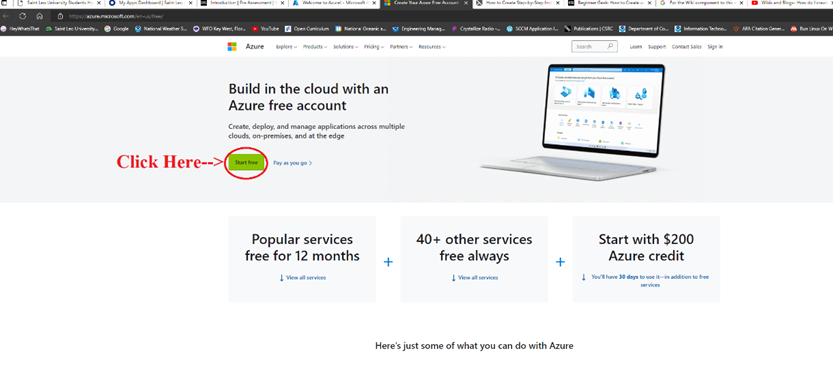 Saint Leo University Students H
My Apps Dashboard | Saint Leo
Introduction | Pre Assessment |
Welcome to Azure! - Microsoft
Create Your Azure Free Account
How to Create Step-by-Step Ins
Beginner Geek: How to Create
For the Wiki component to the
Wikis and Blogs- How do I
https://azure.microsoft.com/en-us/free/
HeyWhatsThat
Saint Leo University...
Google
National Weather S...
WFO Key West, Flor...
YouTube
Open Curriculum
National Oceanic a...
Engineering Manag...
Crystallize Radio -...
SCCM Application I...
Publications | CSRC
Department of Co...
Information Techno...
APA Citation Gener...
Run Linux On W
Azure
Explore
Products
Solutions
Pricing
Partners
Resources
Search
Learn
Support
Contact Sales
Sign in
Build in the cloud with an
Azure free account
Create, deploy, and manage applications across multiple
clouds, on-premises, and at the edge
Click Here-->
Start free
Pay as you go >
Popular services
free for 12 months
↓ View all services
+
40+ other services
free always
↓ View all services
+
Start with $200
Azure credit
↓ You'll have 30 days to use it—in addition to free
services
Here's just some of what you can do with Azure